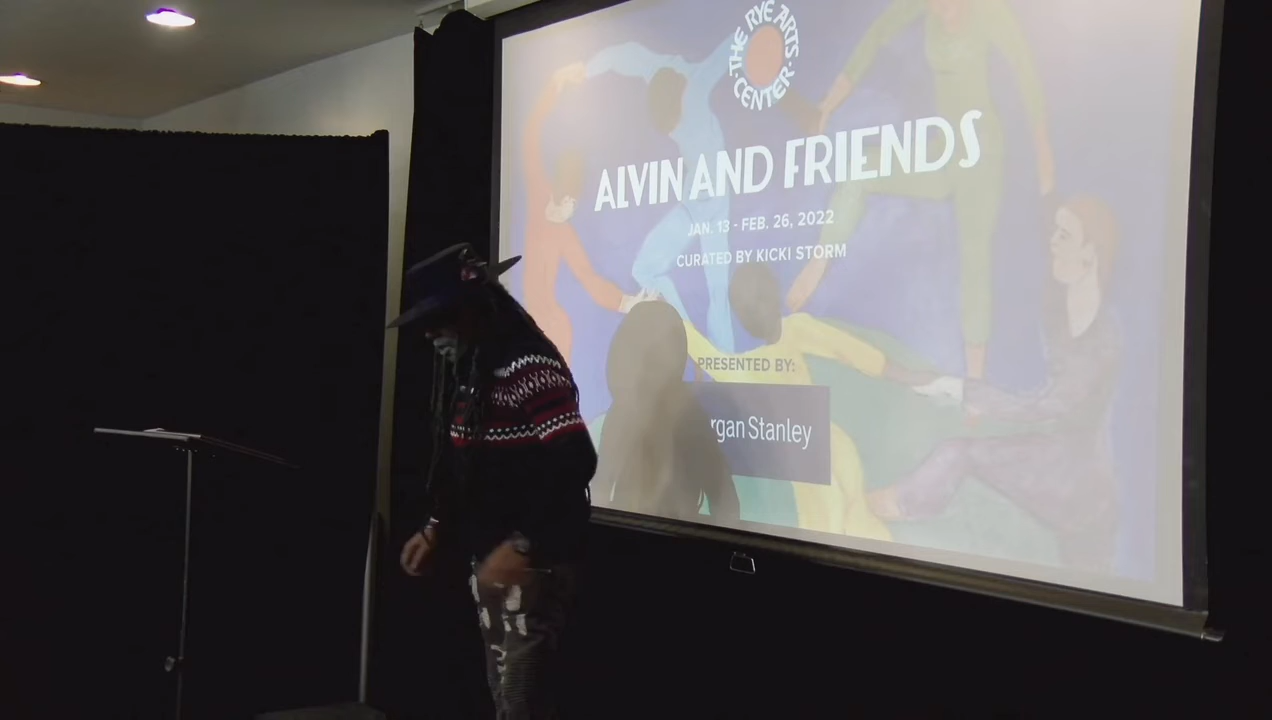 THE RYE ARTS
CENTER
ALVIN AND FRIENDS
JAN. 13 - FEB. 26, 2022
CURATED BY KICKI STORM
PRESENTED BY:
rgan Stanley